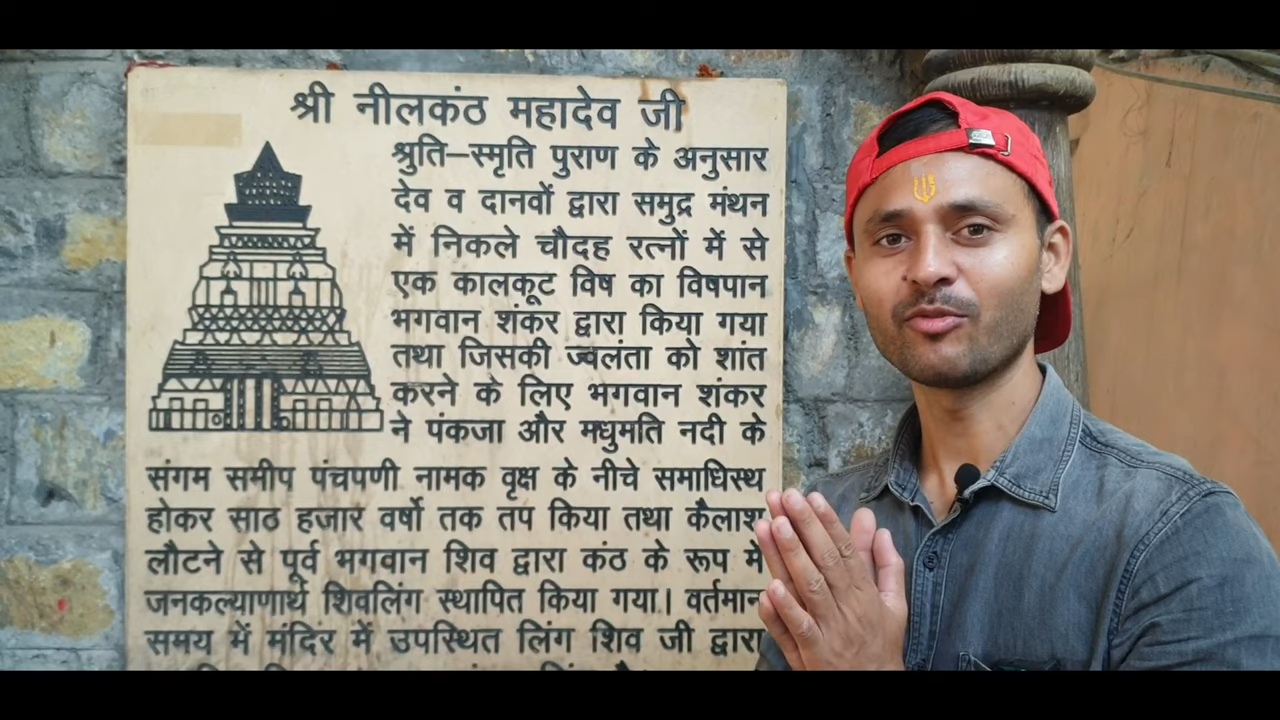 श्री नीलकंठ महादेव जी
श्रुति–स्मृति पुराण के अनुसार
देव व दानवों द्वारा समुद्र मंथन
में निकले चौदह रत्नों में से
एक कालकूट विष का विषपान
भगवान शंकर द्वारा किया गया
तथा जिसकी ज्वलंता को शांत
करने के लिए भगवान शंकर
ने पंकजा और मधुमति नदी के
संगम समीप पंचपणी नामक वृक्ष के नीचे समाधिस्थ
होकर साठ हजार वर्षो तक तप किया तथा कैलाश
लौटने से पूर्व भगवान शिव द्वारा कंठ के रूप में
जनकल्याणार्थ शिवलिंग स्थापित किया गया। वर्तमान
समय में मंदिर में उपस्थित लिंग शिव जी द्वारा